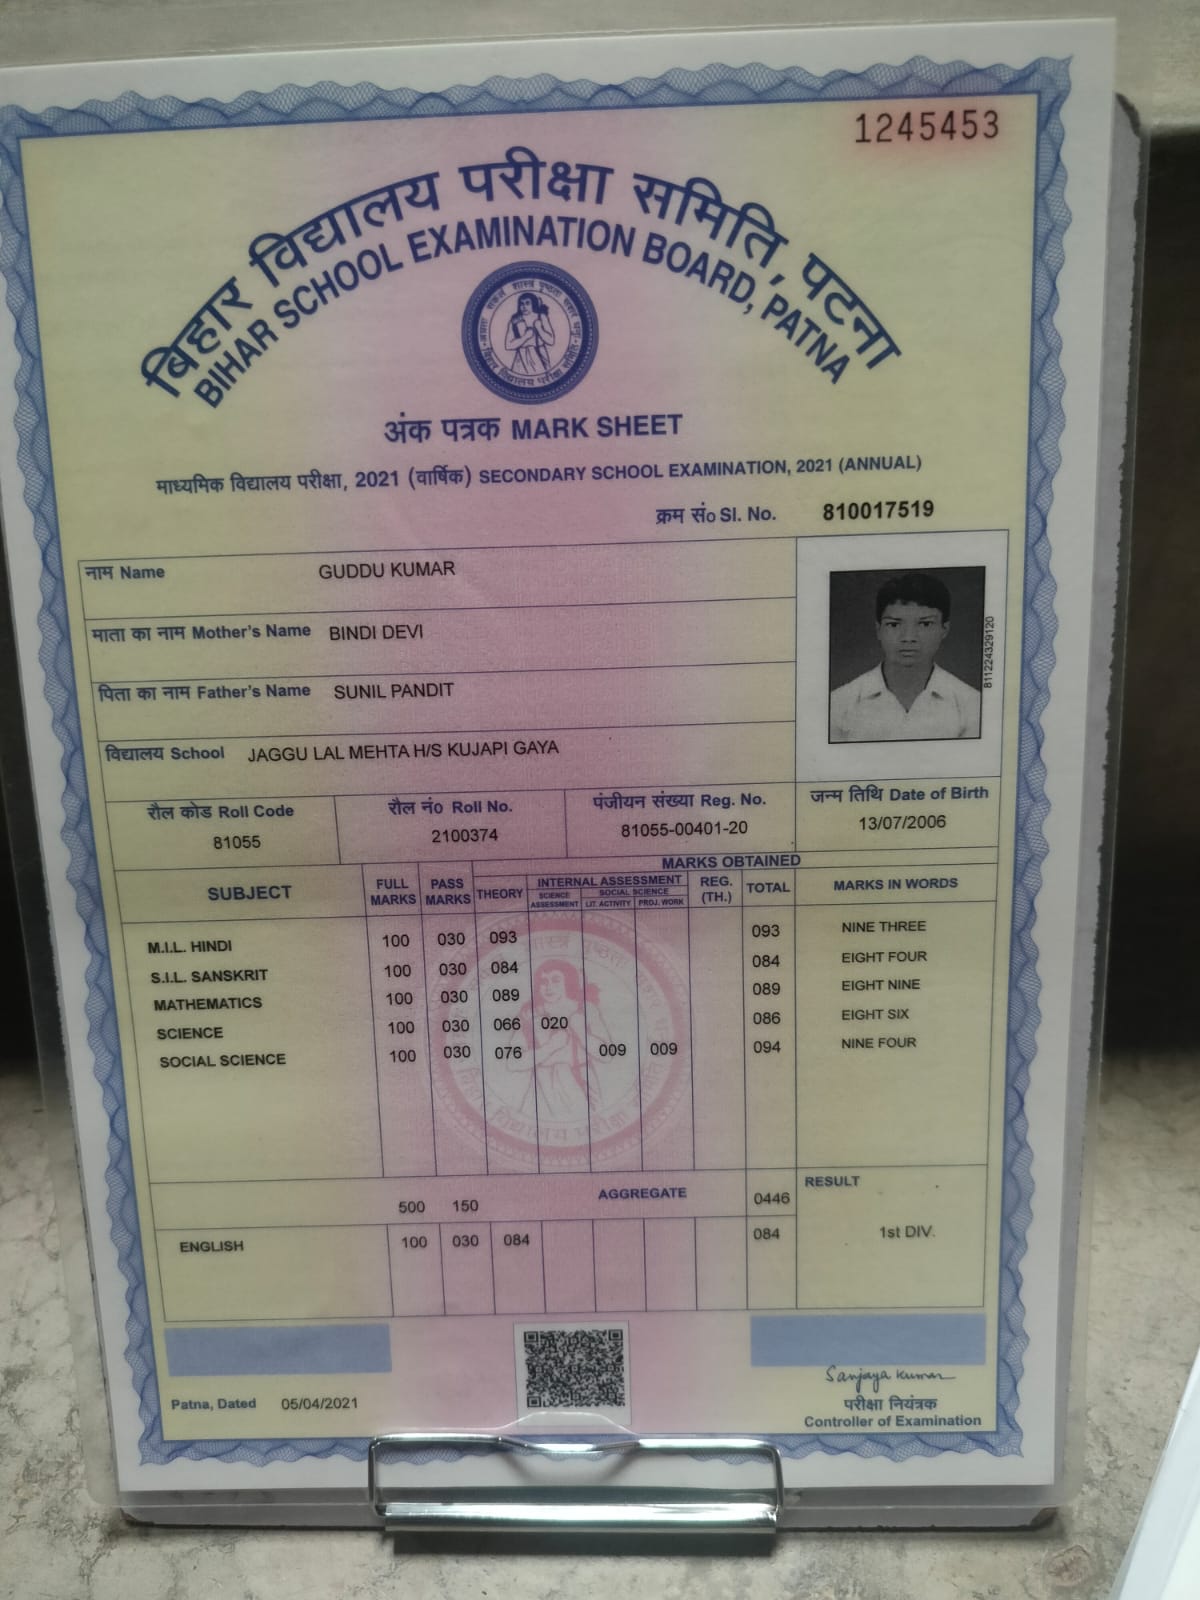 1245453
बिहार विद्यालय परीक्षा समिति, पटना
BIHAR SCHOOL EXAMINATION BOARD, PATNA
अंक पत्रक MARK SHEET
माध्यमिक विद्यालय परीक्षा, 2021 (वार्षिक) SECONDARY SCHOOL EXAMINATION, 2021 (ANNUAL)
क्रम सं० Sl. No. 810017519
नाम Name GUDDU KUMAR
माता का नाम Mother's Name BINDI DEVI
पिता का नाम Father's Name SUNIL PANDIT
विद्यालय School JAGGU LAL MEHTA H/S KUJAPI GAYA
811224329120
रौल कोड Roll Code रौल नं० Roll No. पंजीयन संख्या Reg. No. जन्म तिथि Date of Birth
81055 2100374 81055-00401-20 13/07/2006
MARKS OBTAINED
SUBJECT FULL MARKS PASS MARKS THEORY INTERNAL ASSESSMENT REG. (TH.) TOTAL MARKS IN WORDS
SCIENCE ASSESSMENT SOCIAL SCIENCE
LIT. ACTIVITY PROJ. WORK
M.I.L. HINDI 100 030 093 093 NINE THREE
S.I.L. SANSKRIT 100 030 084 084 EIGHT FOUR
MATHEMATICS 100 030 089 089 EIGHT NINE
SCIENCE 100 030 066 020 086 EIGHT SIX
SOCIAL SCIENCE 100 030 076 009 009 094 NINE FOUR
500 150 AGGREGATE 0446 RESULT
ENGLISH 100 030 084 084 1st DIV.
Sanjaya Kumar
Patna, Dated 05/04/2021
परीक्षा नियंत्रक
Controller of Examination